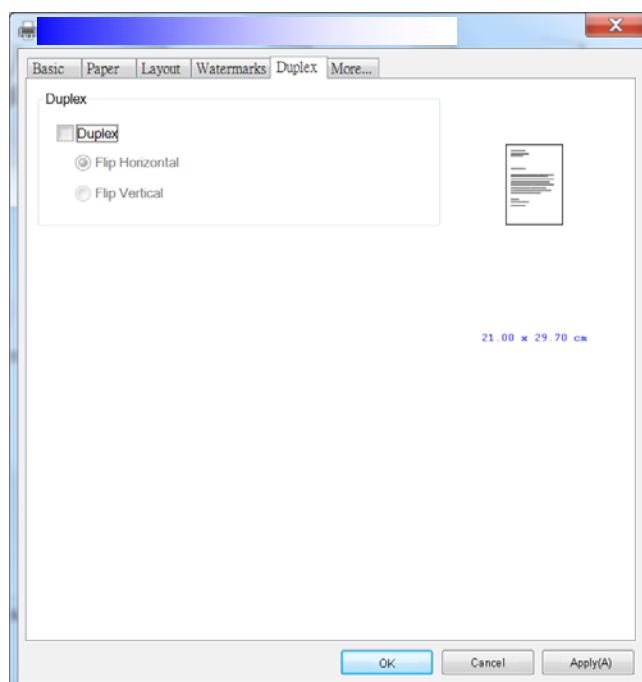 Basic Paper Layout Watermarks Duplex More...
Duplex
Duplex
Flip Horizontal
Flip Vertical
21.00 x 29.70 cm
OK Cancel Apply(A)